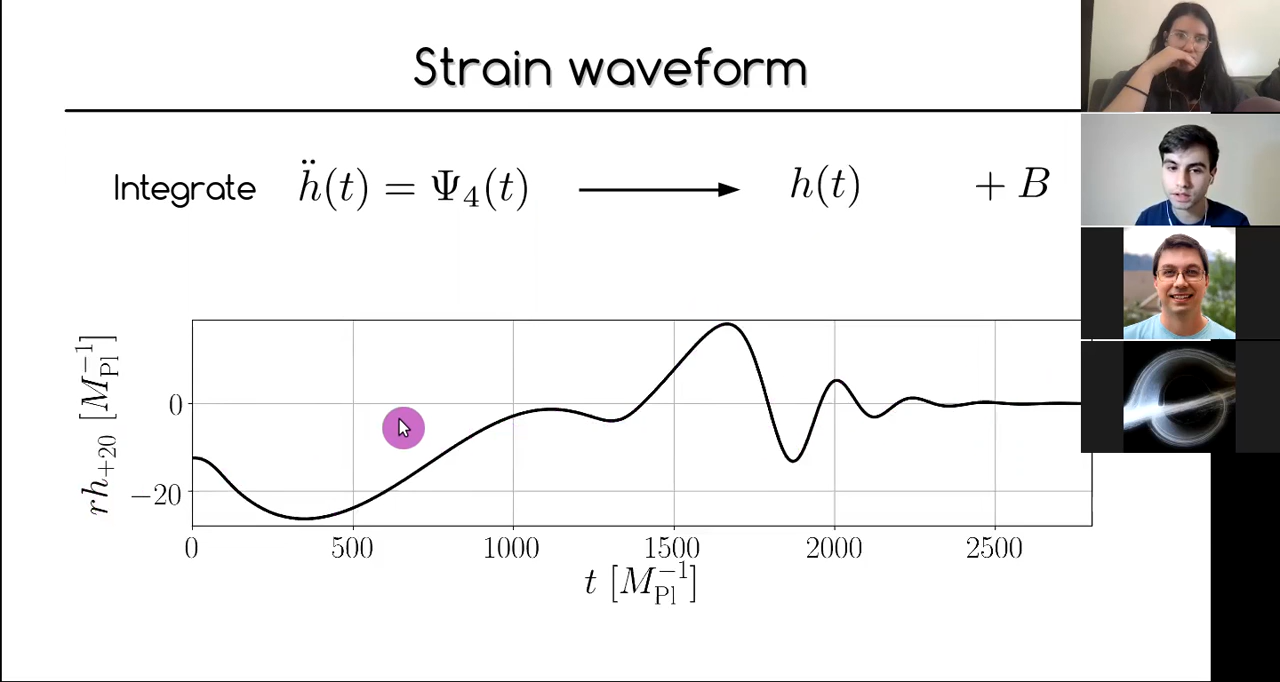 Strain waveform
Integrate ḧ(t) = Ψ₄(t) ⟶ h(t) + B
rh₊₂₀ [M_Pl⁻¹]
0
−20
0 500 1000 1500 2000 2500
t [M_Pl⁻¹]